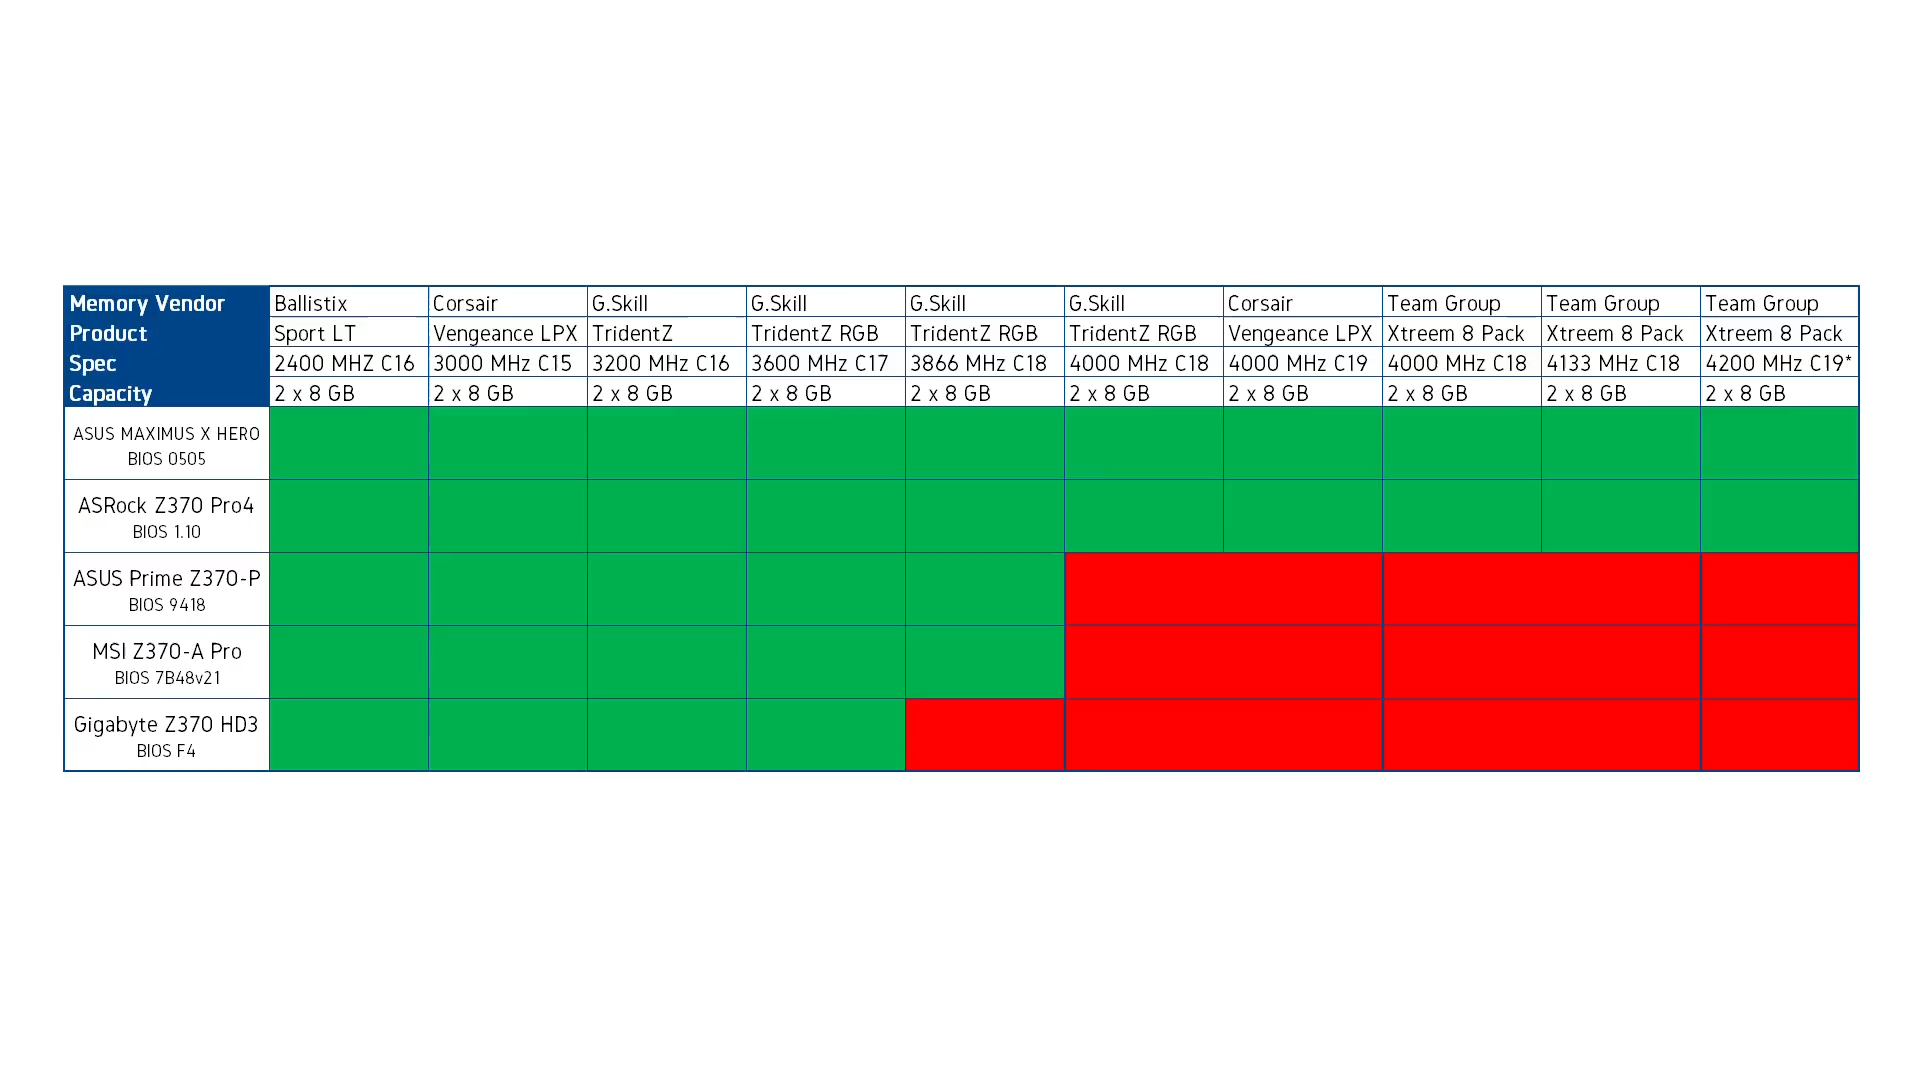 Memory Vendor Ballistix Corsair G.Skill G.Skill G.Skill G.Skill Corsair Team Group Team Group Team Group
Product Sport LT Vengeance LPX TridentZ TridentZ RGB TridentZ RGB TridentZ RGB Vengeance LPX Xtreem 8 Pack Xtreem 8 Pack Xtreem 8 Pack
Spec 2400 MHZ C16 3000 MHz C15 3200 MHz C16 3600 MHz C17 3866 MHz C18 4000 MHz C18 4000 MHz C19 4000 MHz C18 4133 MHz C18 4200 MHz C19*
Capacity 2 x 8 GB 2 x 8 GB 2 x 8 GB 2 x 8 GB 2 x 8 GB 2 x 8 GB 2 x 8 GB 2 x 8 GB 2 x 8 GB 2 x 8 GB
ASUS MAXIMUS X HERO
BIOS 0505
ASRock Z370 Pro4
BIOS 1.10
ASUS Prime Z370-P
BIOS 9418
MSI Z370-A Pro
BIOS 7B48v21
Gigabyte Z370 HD3
BIOS F4